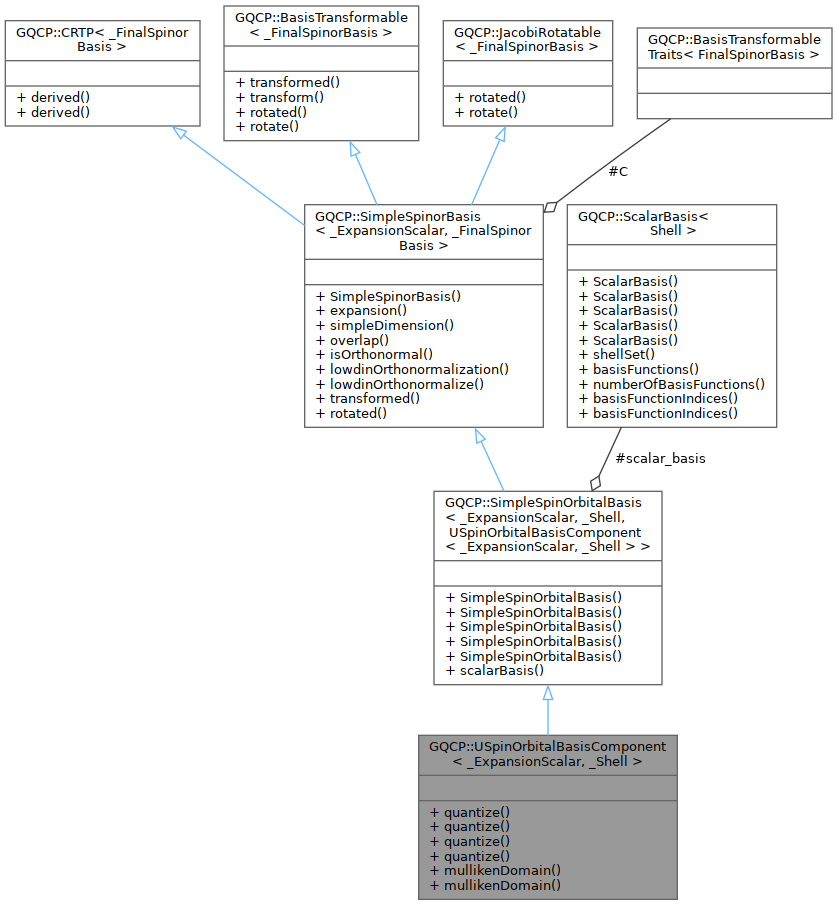 GQCP::CRTP< _FinalSpinor
Basis >
+ derived()
+ derived()
GQCP::BasisTransformable
< _FinalSpinorBasis >
+ transformed()
+ transform()
+ rotated()
+ rotate()
GQCP::JacobiRotatable
< _FinalSpinorBasis >
+ rotated()
+ rotate()
GQCP::BasisTransformable
Traits< FinalSpinorBasis >
#C
GQCP::SimpleSpinorBasis
< _ExpansionScalar, _FinalSpinor
Basis >
+ SimpleSpinorBasis()
+ expansion()
+ simpleDimension()
+ overlap()
+ isOrthonormal()
+ lowdinOrthonormalization()
+ lowdinOrthonormalize()
+ transformed()
+ rotated()
GQCP::ScalarBasis<
Shell >
+ ScalarBasis()
+ ScalarBasis()
+ ScalarBasis()
+ ScalarBasis()
+ ScalarBasis()
+ shellSet()
+ basisFunctions()
+ numberOfBasisFunctions()
+ basisFunctionIndices()
+ basisFunctionIndices()
#scalar_basis
GQCP::SimpleSpinOrbitalBasis
< _ExpansionScalar, _Shell,
USpinOrbitalBasisComponent
< _ExpansionScalar, _Shell > >
+ SimpleSpinOrbitalBasis()
+ SimpleSpinOrbitalBasis()
+ SimpleSpinOrbitalBasis()
+ SimpleSpinOrbitalBasis()
+ SimpleSpinOrbitalBasis()
+ scalarBasis()
GQCP::USpinOrbitalBasisComponent
< _ExpansionScalar, _Shell >
+ quantize()
+ quantize()
+ quantize()
+ quantize()
+ mullikenDomain()
+ mullikenDomain()